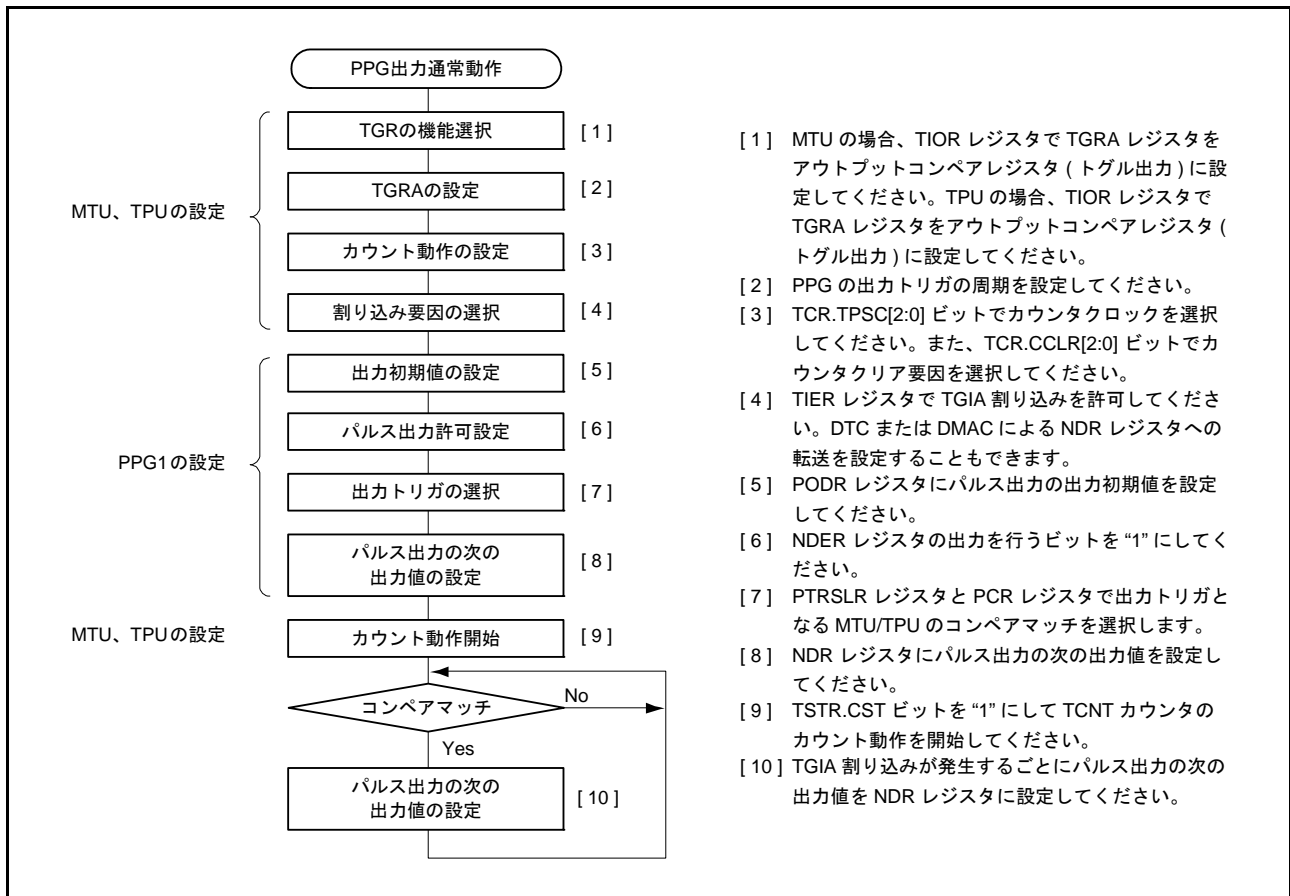 PPG出力通常動作
TGRの機能選択 [ 1 ]
TGRAの設定 [ 2 ]
MTU、TPUの設定
カウント動作の設定 [ 3 ]
割り込み要因の選択 [ 4 ]
出力初期値の設定 [ 5 ]
パルス出力許可設定 [ 6 ]
PPG1の設定
出力トリガの選択 [ 7 ]
パルス出力の次の
出力値の設定
[ 8 ]
MTU、TPUの設定
カウント動作開始 [ 9 ]
コンペアマッチ
No
Yes
パルス出力の次の
出力値の設定
[ 10 ]
[ 1 ] MTU の場合、TIOR レジスタで TGRA レジスタを
アウトプットコンペアレジスタ ( トグル出力 ) に設
定してください。TPU の場合、TIOR レジスタで
TGRA レジスタをアウトプットコンペアレジスタ (
トグル出力 ) に設定してください。
[ 2 ] PPG の出力トリガの周期を設定してください。
[ 3 ] TCR.TPSC[2:0] ビットでカウンタクロックを選択
してください。また、TCR.CCLR[2:0] ビットでカ
ウンタクリア要因を選択してください。
[ 4 ] TIER レジスタで TGIA 割り込みを許可してくださ
い。DTC または DMAC による NDR レジスタへの
転送を設定することもできます。
[ 5 ] PODR レジスタにパルス出力の出力初期値を設定
してください。
[ 6 ] NDER レジスタの出力を行うビットを “1” にしてく
ださい。
[ 7 ] PTRSLR レジスタと PCR レジスタで出力トリガと
なる MTU/TPU のコンペアマッチを選択します。
[ 8 ] NDR レジスタにパルス出力の次の出力値を設定し
てください。
[ 9 ] TSTR.CST ビットを “1” にして TCNT カウンタの
カウント動作を開始してください。
[ 10 ] TGIA 割り込みが発生するごとにパルス出力の次の
出力値を NDR レジスタに設定してください。